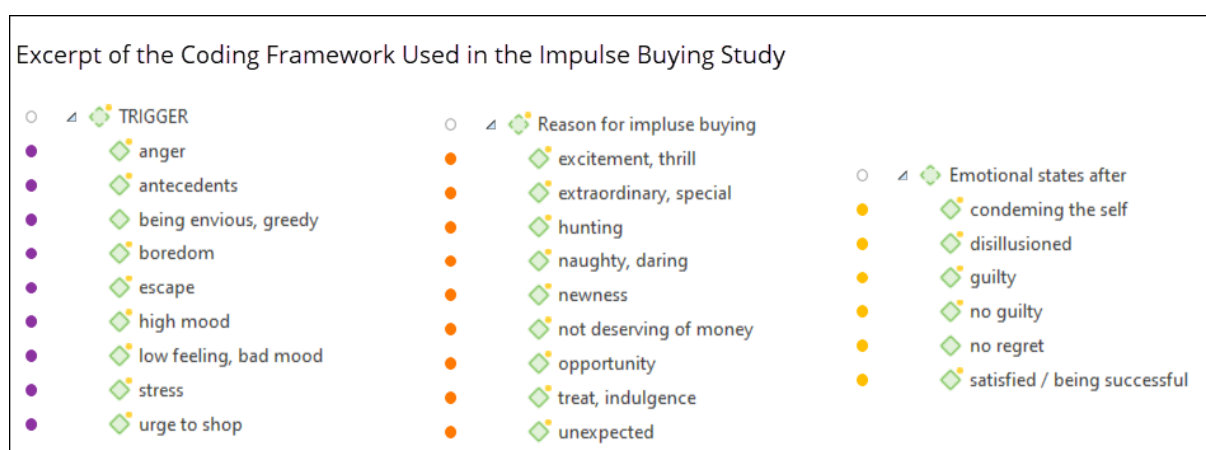 Excerpt of the Coding Framework Used in the Impulse Buying Study
TRIGGER
anger
antecedents
being envious, greedy
boredom
escape
high mood
low feeling, bad mood
stress
urge to shop
Reason for impluse buying
excitement, thrill
extraordinary, special
hunting
naughty, daring
newness
not deserving of money
opportunity
treat, indulgence
unexpected
Emotional states after
condeming the self
disillusioned
guilty
no guilty
no regret
satisfied / being successful